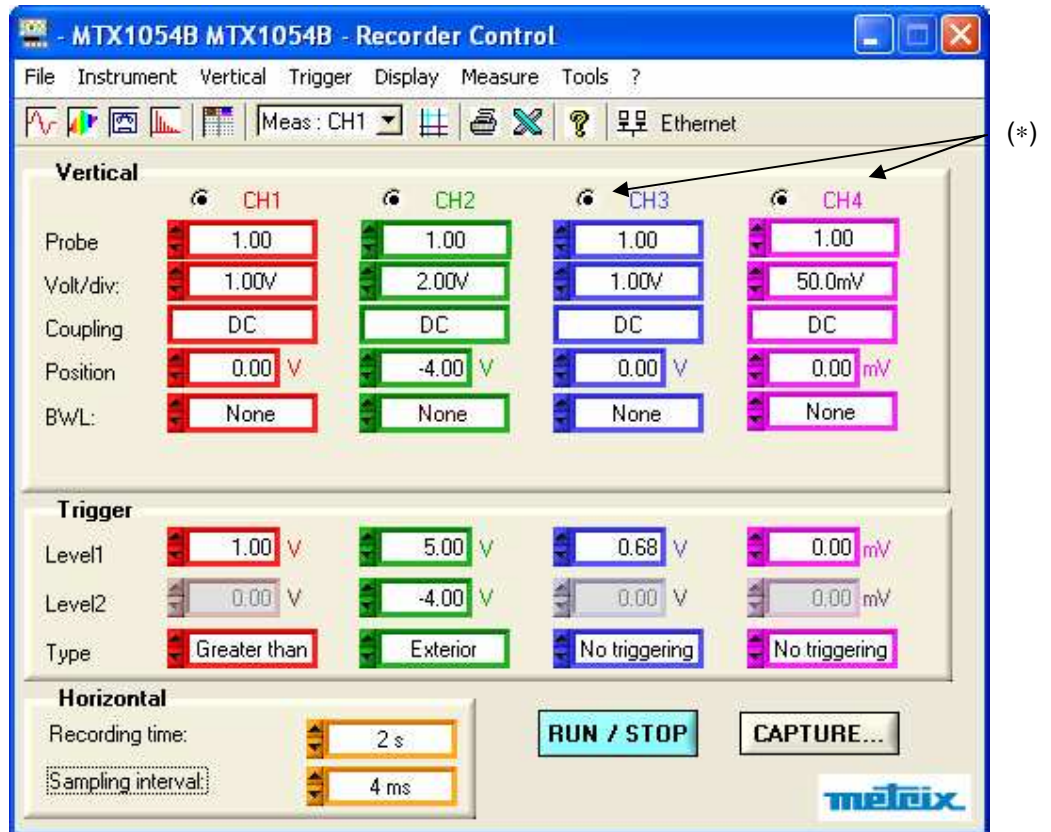 - MTX1054B MTX1054B - Recorder Control
File Instrument Vertical Trigger Display Measure Tools ?
Meas : CH1 Ethernet
(*)
Vertical
CH1 CH2 CH3 CH4
Probe 1.00 1.00 1.00 1.00
Volt/div: 1.00V 2.00V 1.00V 50.0mV
Coupling DC DC DC DC
Position 0.00 V -4.00 V 0.00 V 0.00 mV
BWL: None None None None
Trigger
Level1 1.00 V 5.00 V 0.68 V 0.00 mV
Level2 0.00 V -4.00 V 0.00 V 0.00 mV
Type Greater than Exterior No triggering No triggering
Horizontal
Recording time: 2 s
RUN / STOP CAPTURE...
Sampling interval: 4 ms
metrix